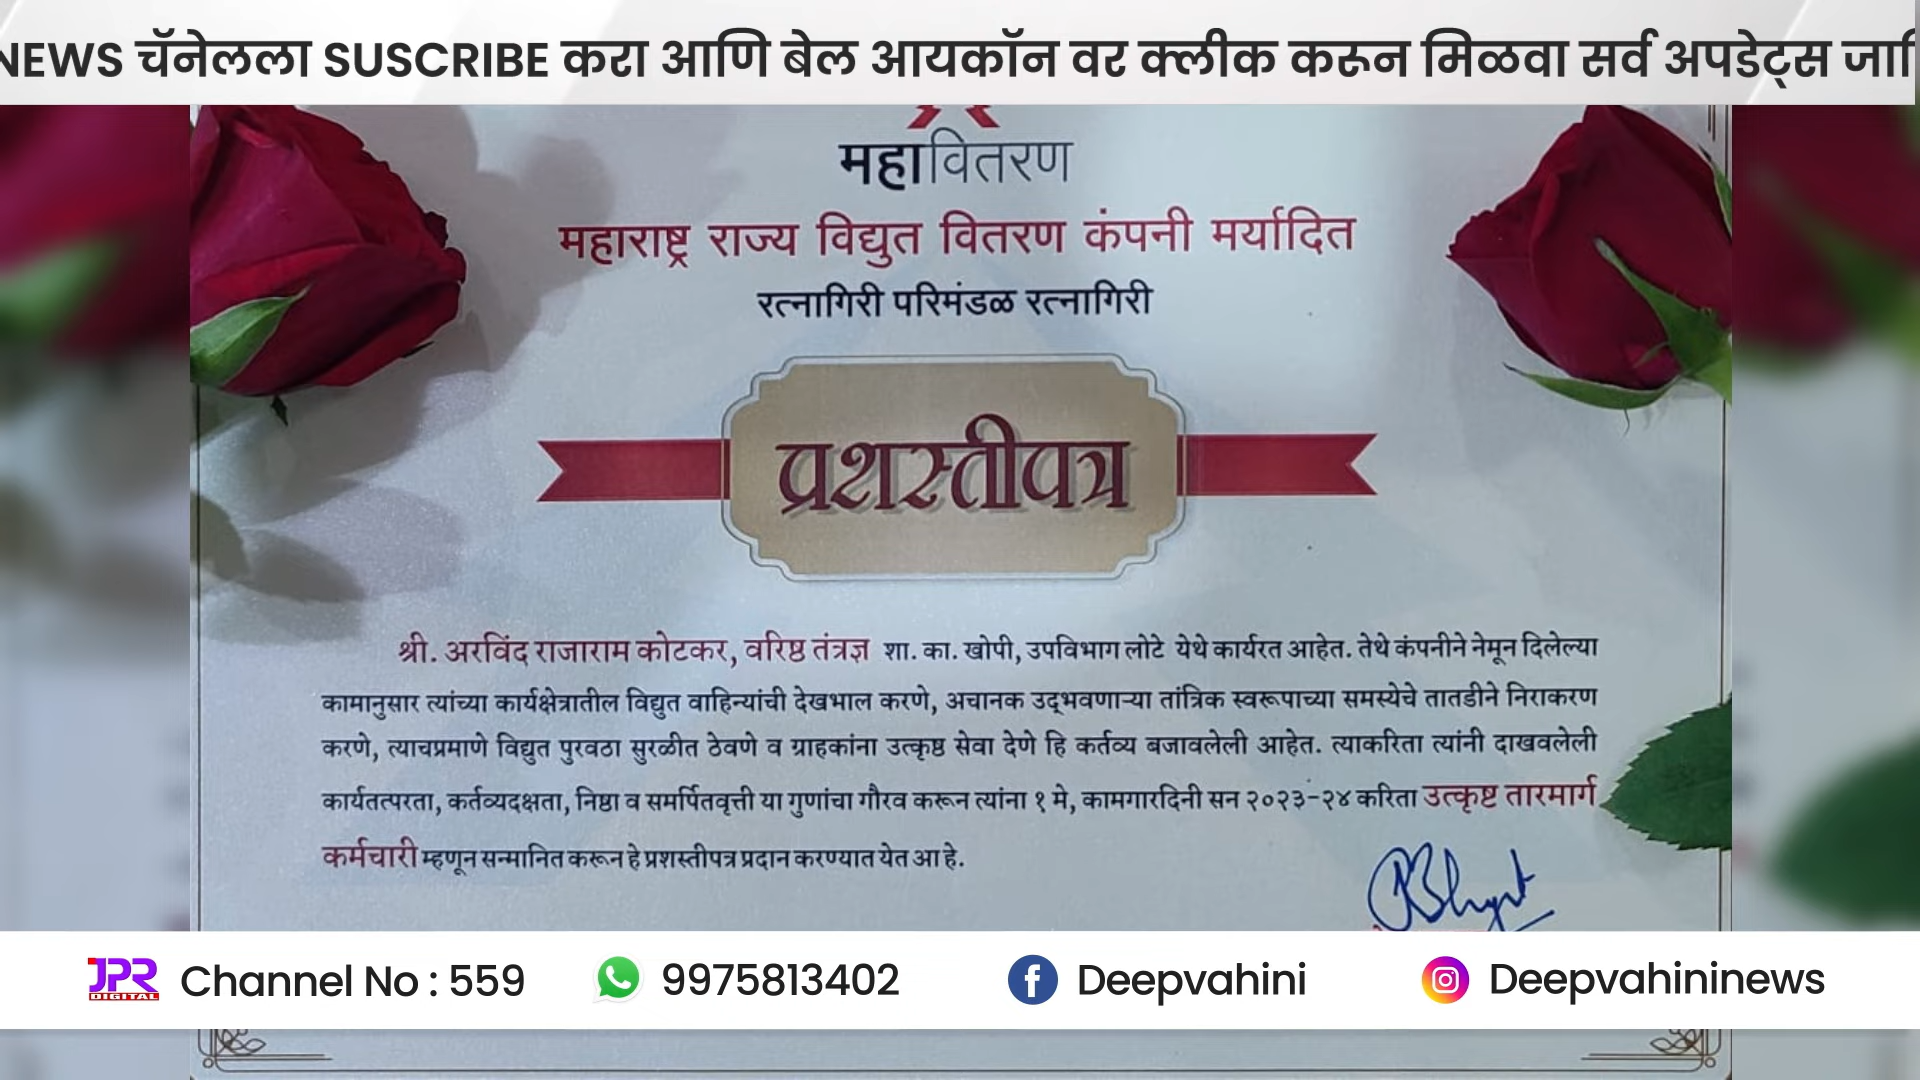 NEWS चॅनेलला SUSCRIBE करा आणि बेल आयकॉन वर क्लीक करून मिळवा सर्व अपडेट्स
महावितरण
महाराष्ट्र राज्य विद्युत वितरण कंपनी मर्यादित
रत्नागिरी परिमंडळ रत्नागिरी
प्रशस्तीपत्र
श्री. अरविंद राजाराम कोटकर, वरिष्ठ तंत्रज्ञ शा. का. खोपी, उपविभाग लोटे येथे कार्यरत आहेत. तेथे कंपनीने नेमून दिलेल्या
कामानुसार त्यांच्या कार्यक्षेत्रातील विद्युत वाहिन्यांची देखभाल करणे, अचानक उद्‌भवणाऱ्या तांत्रिक स्वरूपाच्या समस्येचे तातडीने निराकरण
करणे, त्याचप्रमाणे विद्युत पुरवठा सुरळीत ठेवणे व ग्राहकांना उत्कृष्ठ सेवा देणे हि कर्तव्य बजावलेली आहेत. त्याकरिता त्यांनी दाखवलेली
कार्यतत्परता, कर्तव्यदक्षता, निष्ठा व समर्पितवृत्ती या गुणांचा गौरव करून त्यांना १ मे, कामगारदिनी सन २०२३-२४ करिता उत्कृष्ट तारमार्ग
कर्मचारी म्हणून सन्मानित करून हे प्रशस्तीपत्र प्रदान करण्यात येत आहे.
JPR DIGITAL Channel No : 559 9975813402 Deepvahini Deepvahininews